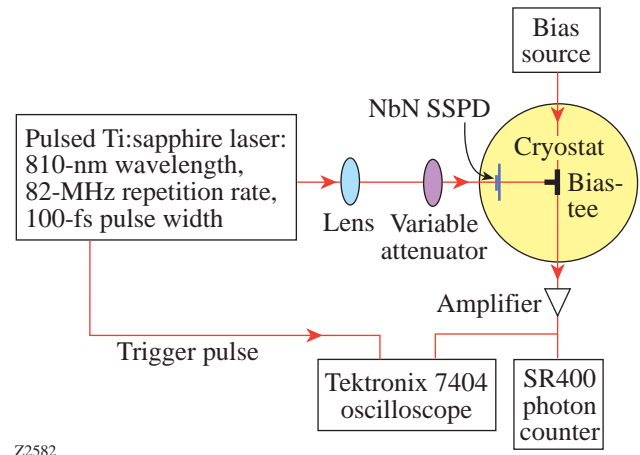 Bias
source
NbN SSPD
Pulsed Ti:sapphire laser:
810-nm wavelength,
82-MHz repetition rate,
100-fs pulse width
Cryostat
Bias-
tee
Lens
Variable
attenuator
Amplifier
Trigger pulse
Tektronix 7404
oscilloscope
SR400
photon
counter
Z2582